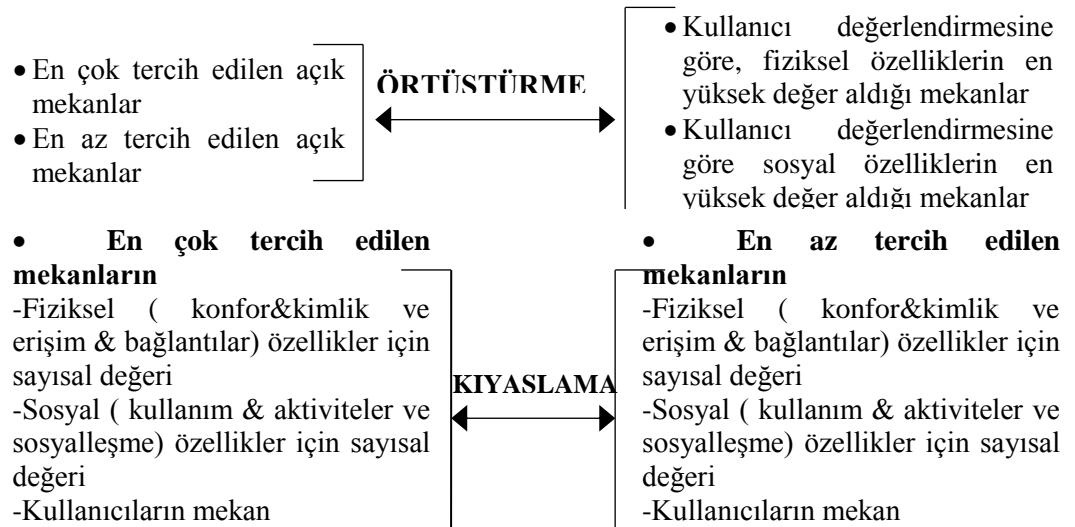 • En çok tercih edilen açık
mekanlar
• En az tercih edilen açık
mekanlar
ÖRTÜSTÜRME
• Kullanıcı değerlendirmesine
göre, fiziksel özelliklerin en
yüksek değer aldığı mekanlar
• Kullanıcı değerlendirmesine
göre sosyal özelliklerin en
yüksek değer aldığı mekanlar
• En çok tercih edilen
mekanların
-Fiziksel ( konfor&kimlik ve
erişim & bağlantılar) özellikler için
sayısal değeri
-Sosyal ( kullanım & aktiviteler ve
sosyalleşme) özellikler için sayısal
değeri
-Kullanıcıların mekan
KIYASLAMA
• En az tercih edilen
mekanların
-Fiziksel ( konfor&kimlik ve
erişim & bağlantılar) özellikler için
sayısal değeri
-Sosyal ( kullanım & aktiviteler ve
sosyalleşme) özellikler için sayısal
değeri
-Kullanıcıların mekan